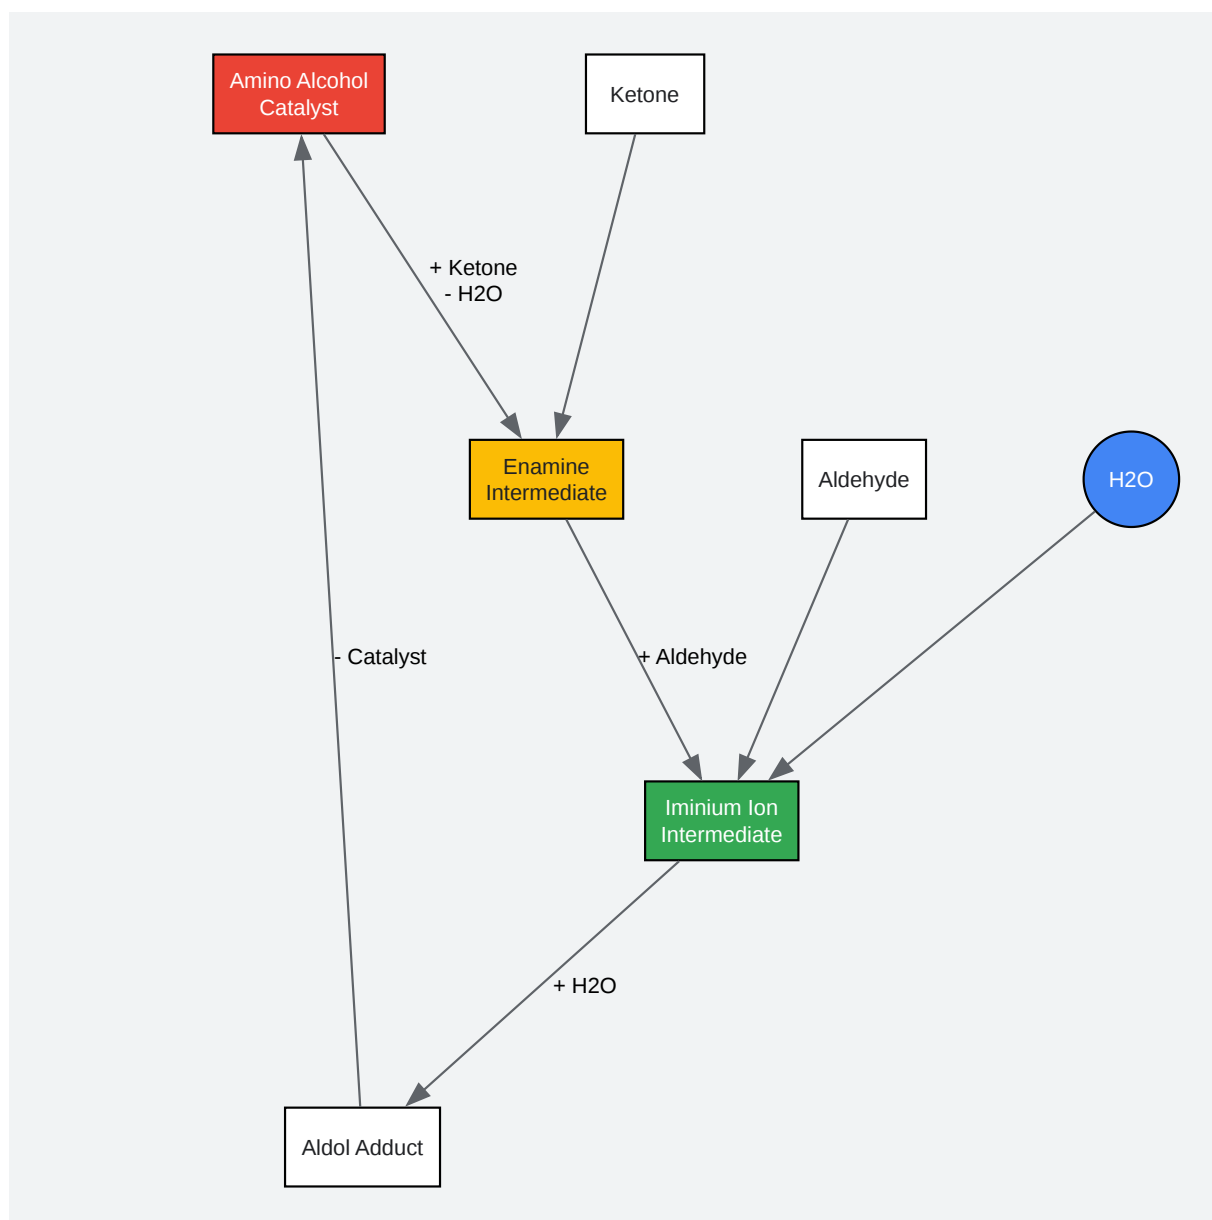 Amino Alcohol
Catalyst
Ketone
+ Ketone
- H2O
Enamine
Intermediate
Aldehyde
H2O
- Catalyst
+ Aldehyde
Iminium Ion
Intermediate
+ H2O
Aldol Adduct